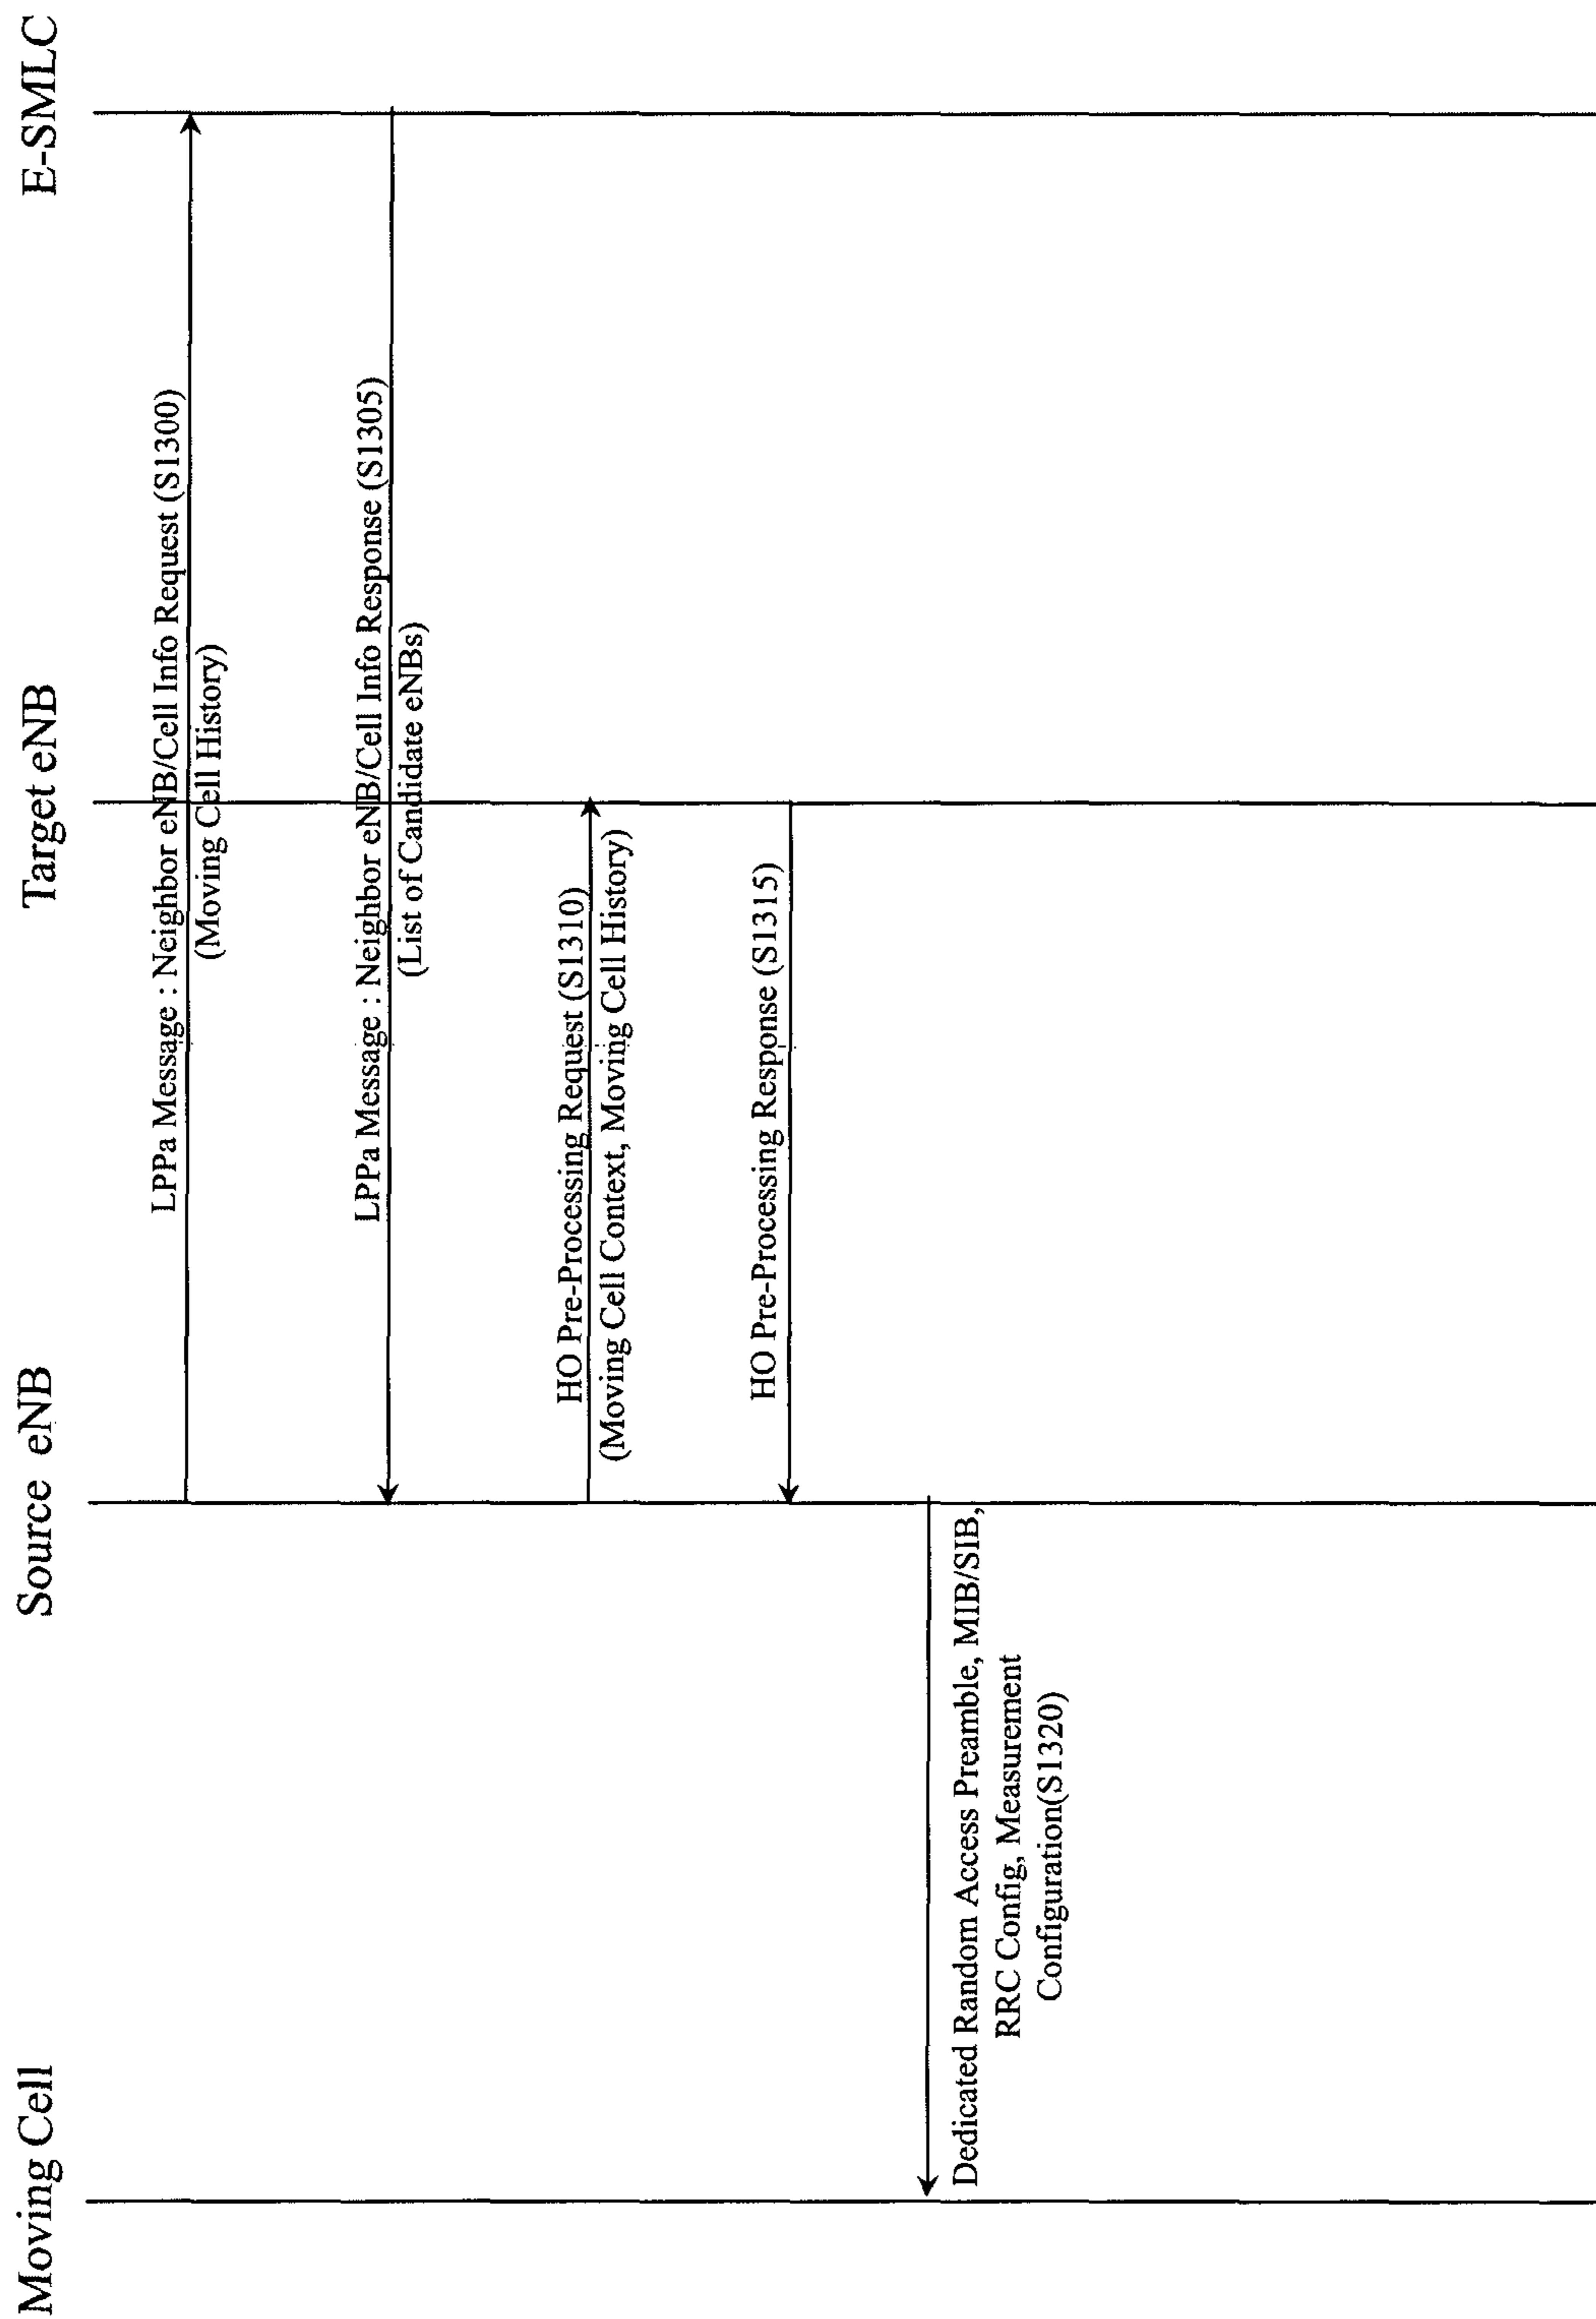 Moving Cell
Source eNB
Target eNB
E-SMLC
LPPa Message : Neighbor eNB/Cell Info Request (S1300)
(Moving Cell History)
LPPa Message : Neighbor eNB/Cell Info Response (S1305)
(List of Candidate eNBs)
HO Pre-Processing Request (S1310)
(Moving Cell Context, Moving Cell History)
HO Pre-Processing Response (S1315)
Dedicated Random Access Preamble, MIB/SIB,
RRC Config, Measurement
Configuration(S1320)